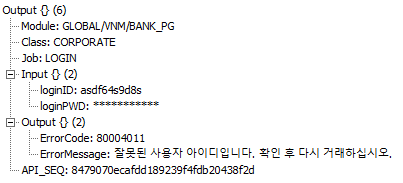 Output {} (6)
Module: GLOBAL/VNM/BANK_PG
Class: CORPORATE
Job: LOGIN
Input {} (2)
loginID: asdf64s9d8s
loginPWD: ***********
Output {} (2)
ErrorCode: 80004011
ErrorMessage: 잘못된 사용자 아이디입니다. 확인 후 다시 거래하십시오.
API_SEQ: 8479070ecafdd189239f4fdb20438f2d